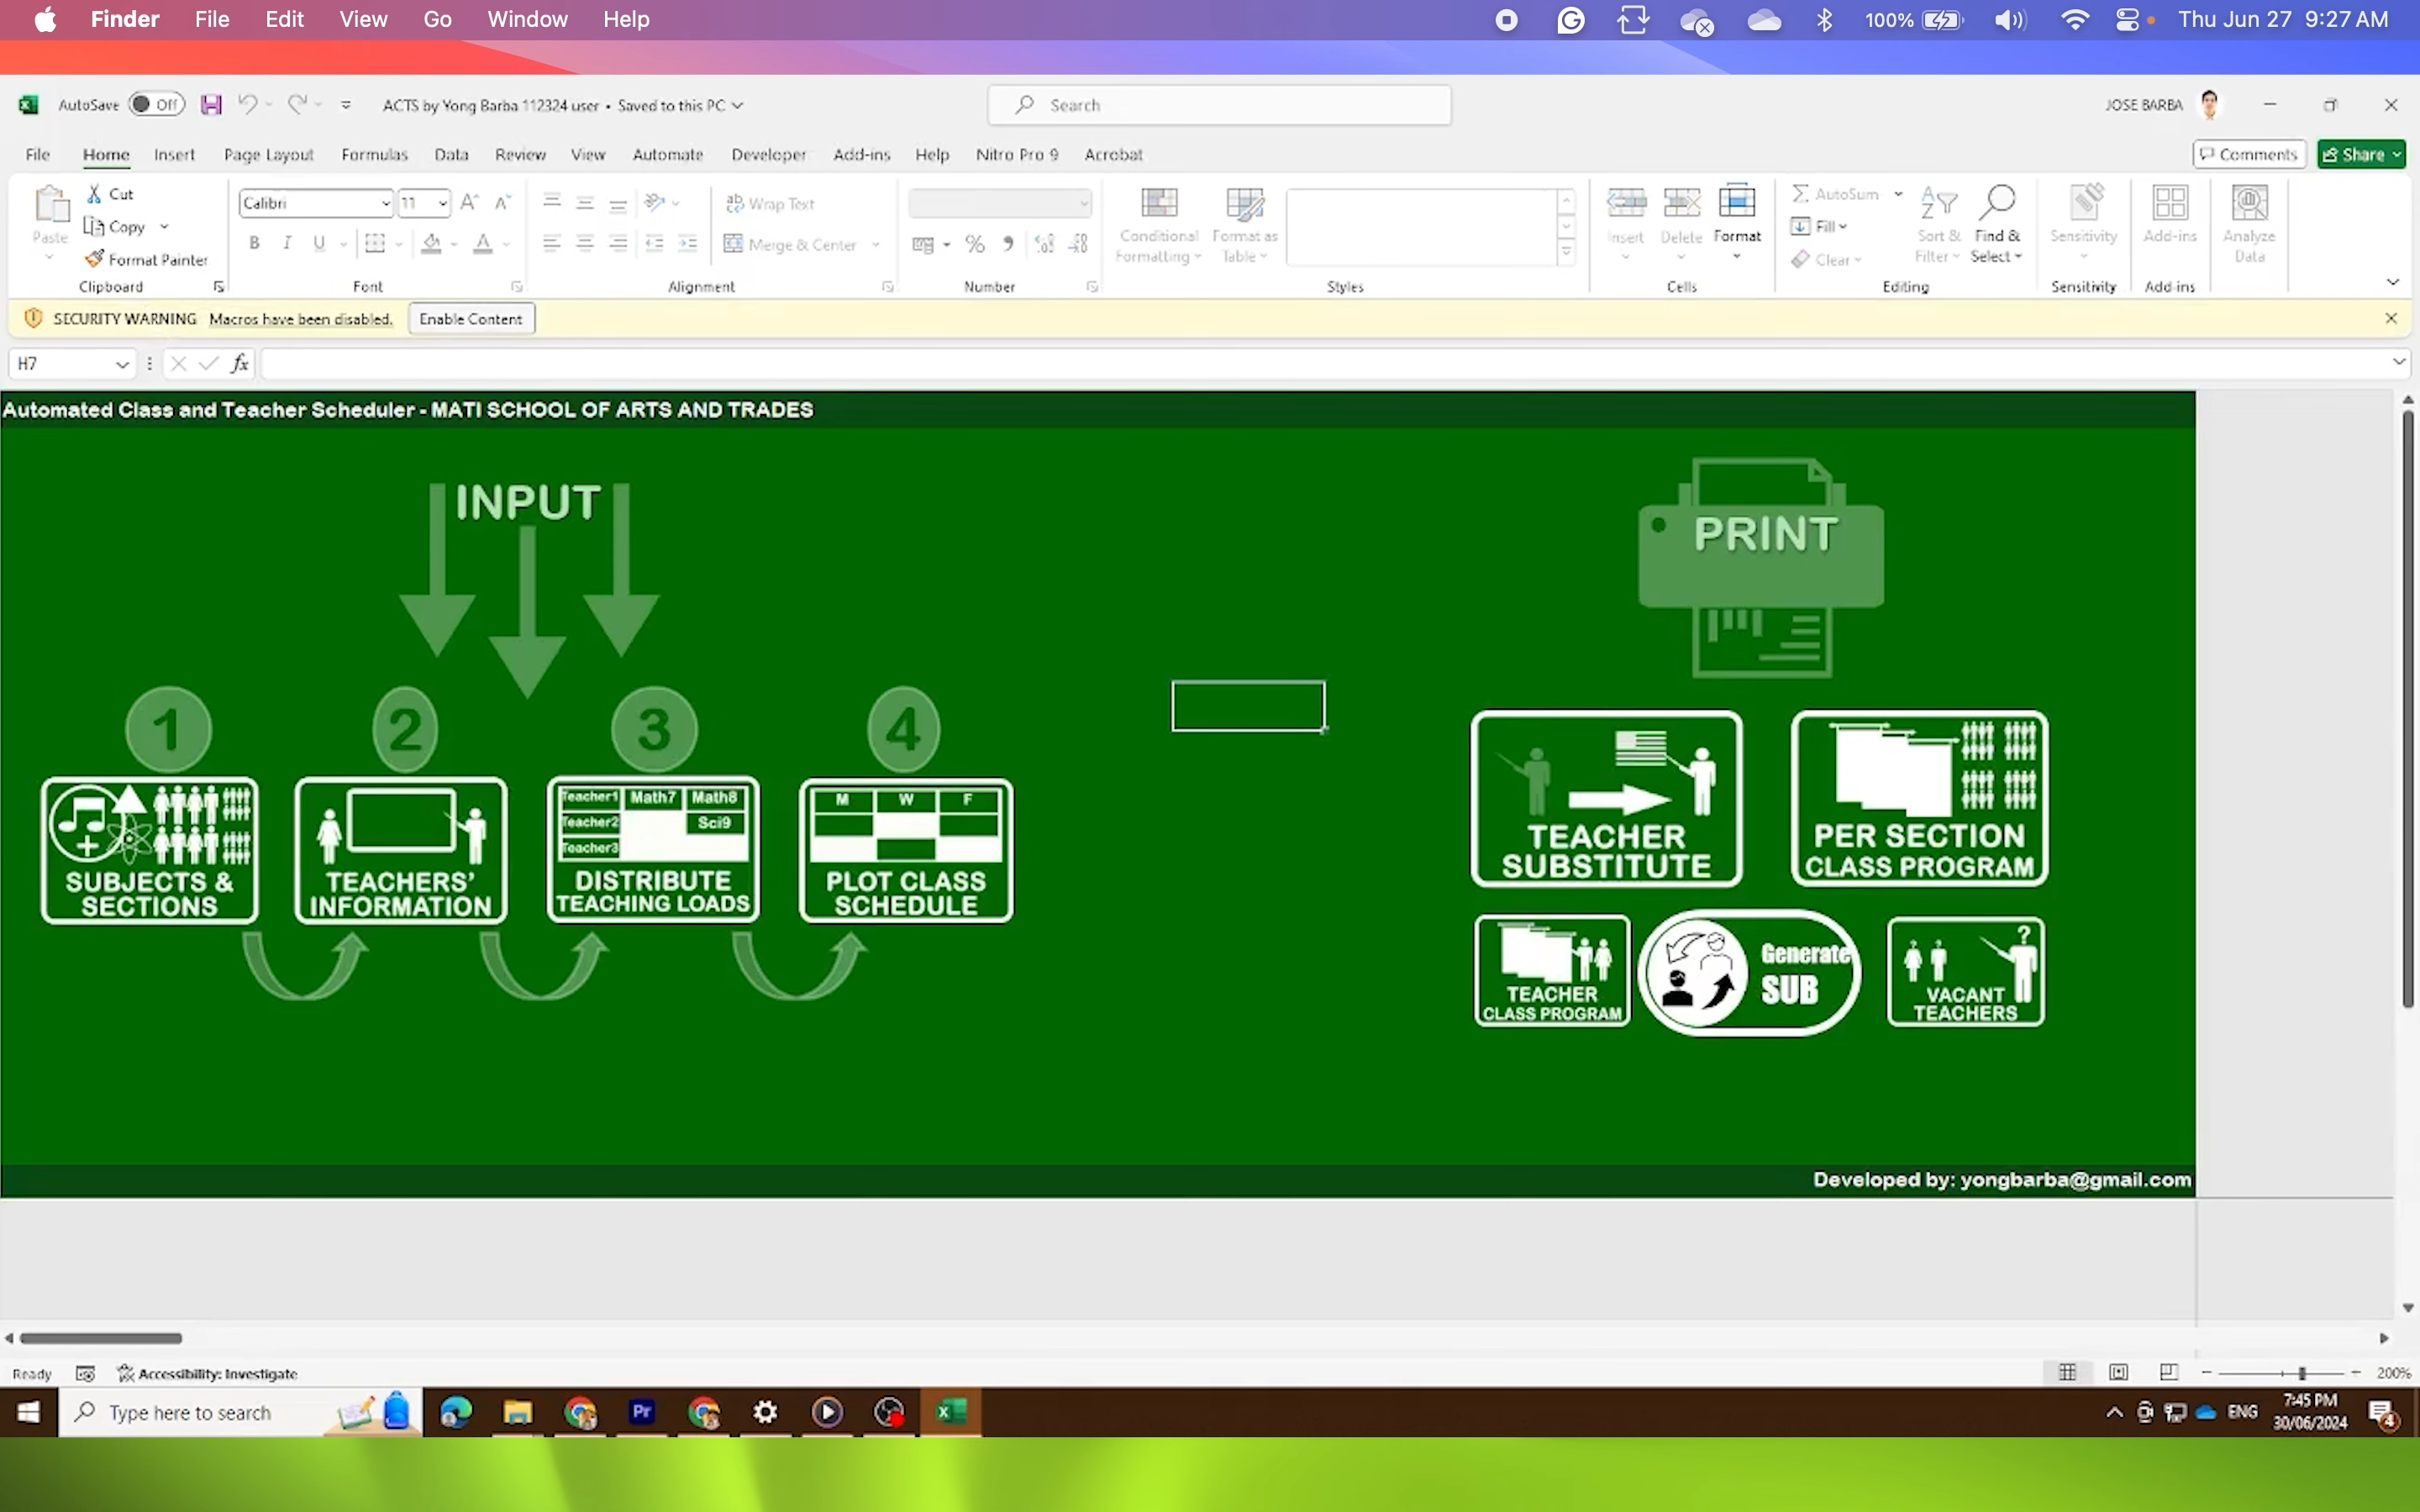 Finder File Edit View Go Window Help 100% Thu Jun 27 9:27 AM
AutoSave Off ACTS by Yong Barba 112324 user • Saved to this PC Search JOSE BARBA
File Home Insert Page Layout Formulas Data Review View Automate Developer Add-ins Help Nitro Pro 9 Acrobat Comments Share
Paste Cut Copy Format Painter Clipboard
Calibri 11 B I U Font
Wrap Text Merge & Center Alignment
% Number
Conditional Formatting Format as Table Styles
Insert Delete Format Cells
AutoSum Fill Clear Sort & Filter Find & Select Editing
Sensitivity Sensitivity
Add-ins Add-ins
Analyze Data
SECURITY WARNING Macros have been disabled. Enable Content
H7 fx
Automated Class and Teacher Scheduler - MATI SCHOOL OF ARTS AND TRADES
INPUT
PRINT
1 2 3 4
SUBJECTS &
SECTIONS
TEACHERS'
INFORMATION
Teacher1 Math7 Math8
Teacher2 Sci9
Teacher3
DISTRIBUTE
TEACHING LOADS
M W F
PLOT CLASS
SCHEDULE
TEACHER
SUBSTITUTE
PER SECTION
CLASS PROGRAM
TEACHER
CLASS PROGRAM
Generate
SUB
?
VACANT
TEACHERS
Developed by: yongbarba@gmail.com
Ready Accessibility: Investigate 200%
Type here to search Pr ENG 7:45 PM
30/06/2024 4